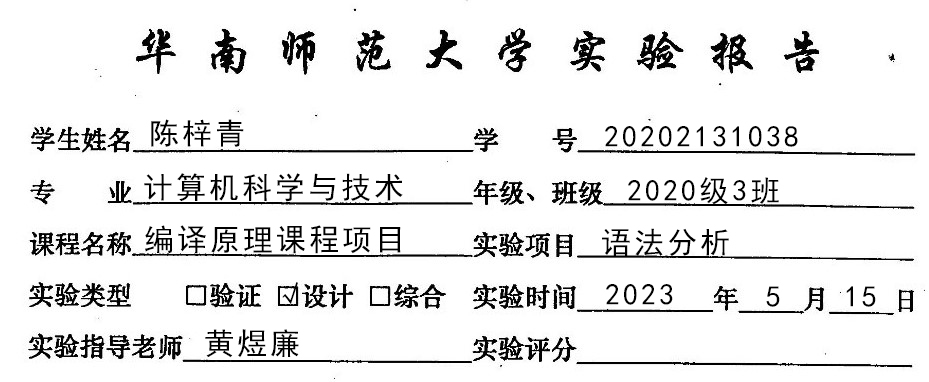 华南师范大学实验报告
学生姓名 陈梓青 学 号 20202131038
专 业 计算机科学与技术 年级、班级 2020级3班
课程名称 编译原理课程项目 实验项目 语法分析
实验类型 □验证 ☑设计 □综合 实验时间 2023 年 5 月 15 日
实验指导老师 黄煜廉 实验评分